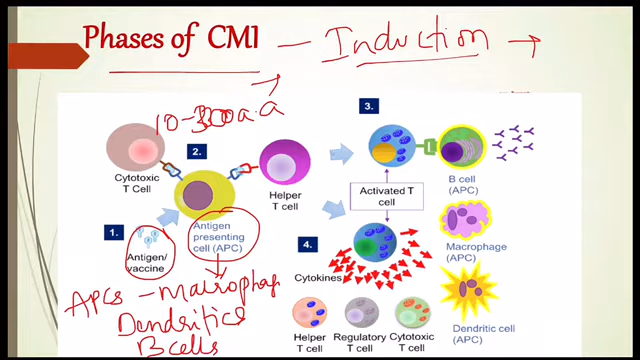 Phases of CMI - Induction →
10-300 a.a
3.
2.
Cytotoxic
T Cell
Helper
T cell
B cell
(APC)
Activated T
cell
1.
Antigen
presenting
cell (APC)
Antigen/
vaccine
4.
Cytokines
Macrophage
(APC)
APCs - Macrophag
Dendritic
B cells
Helper
T cell
Regulatory
T cell
Cytotoxic
T cell
Dendritic cell
(APC)